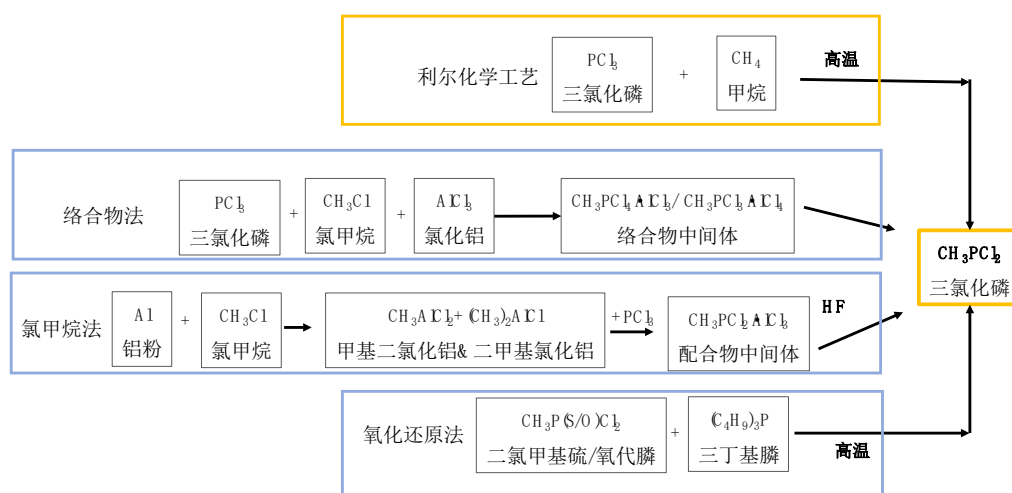 利尔化学工艺
PCl₃
三氯化磷
+
CH₄
甲烷
高温
络合物法
PCl₃
三氯化磷
+
CH₃Cl
氯甲烷
+
AlCl₃
氯化铝
CH₃PCl₄•AlCl₃/CH₃PCl₃•AlCl₄
络合物中间体
CH₃PCl₂
三氯化磷
氯甲烷法
Al
铝粉
+
CH₃Cl
氯甲烷
CH₃AlCl₂+(CH₃)₂AlCl
甲基二氯化铝&二甲基氯化铝
+PCl₃
CH₃PCl₂•AlCl₃
配合物中间体
HF
氧化还原法
CH₃P(S/O)Cl₂
二氯甲基硫/氧代膦
+
(C₄H₉)₃P
三丁基膦
高温